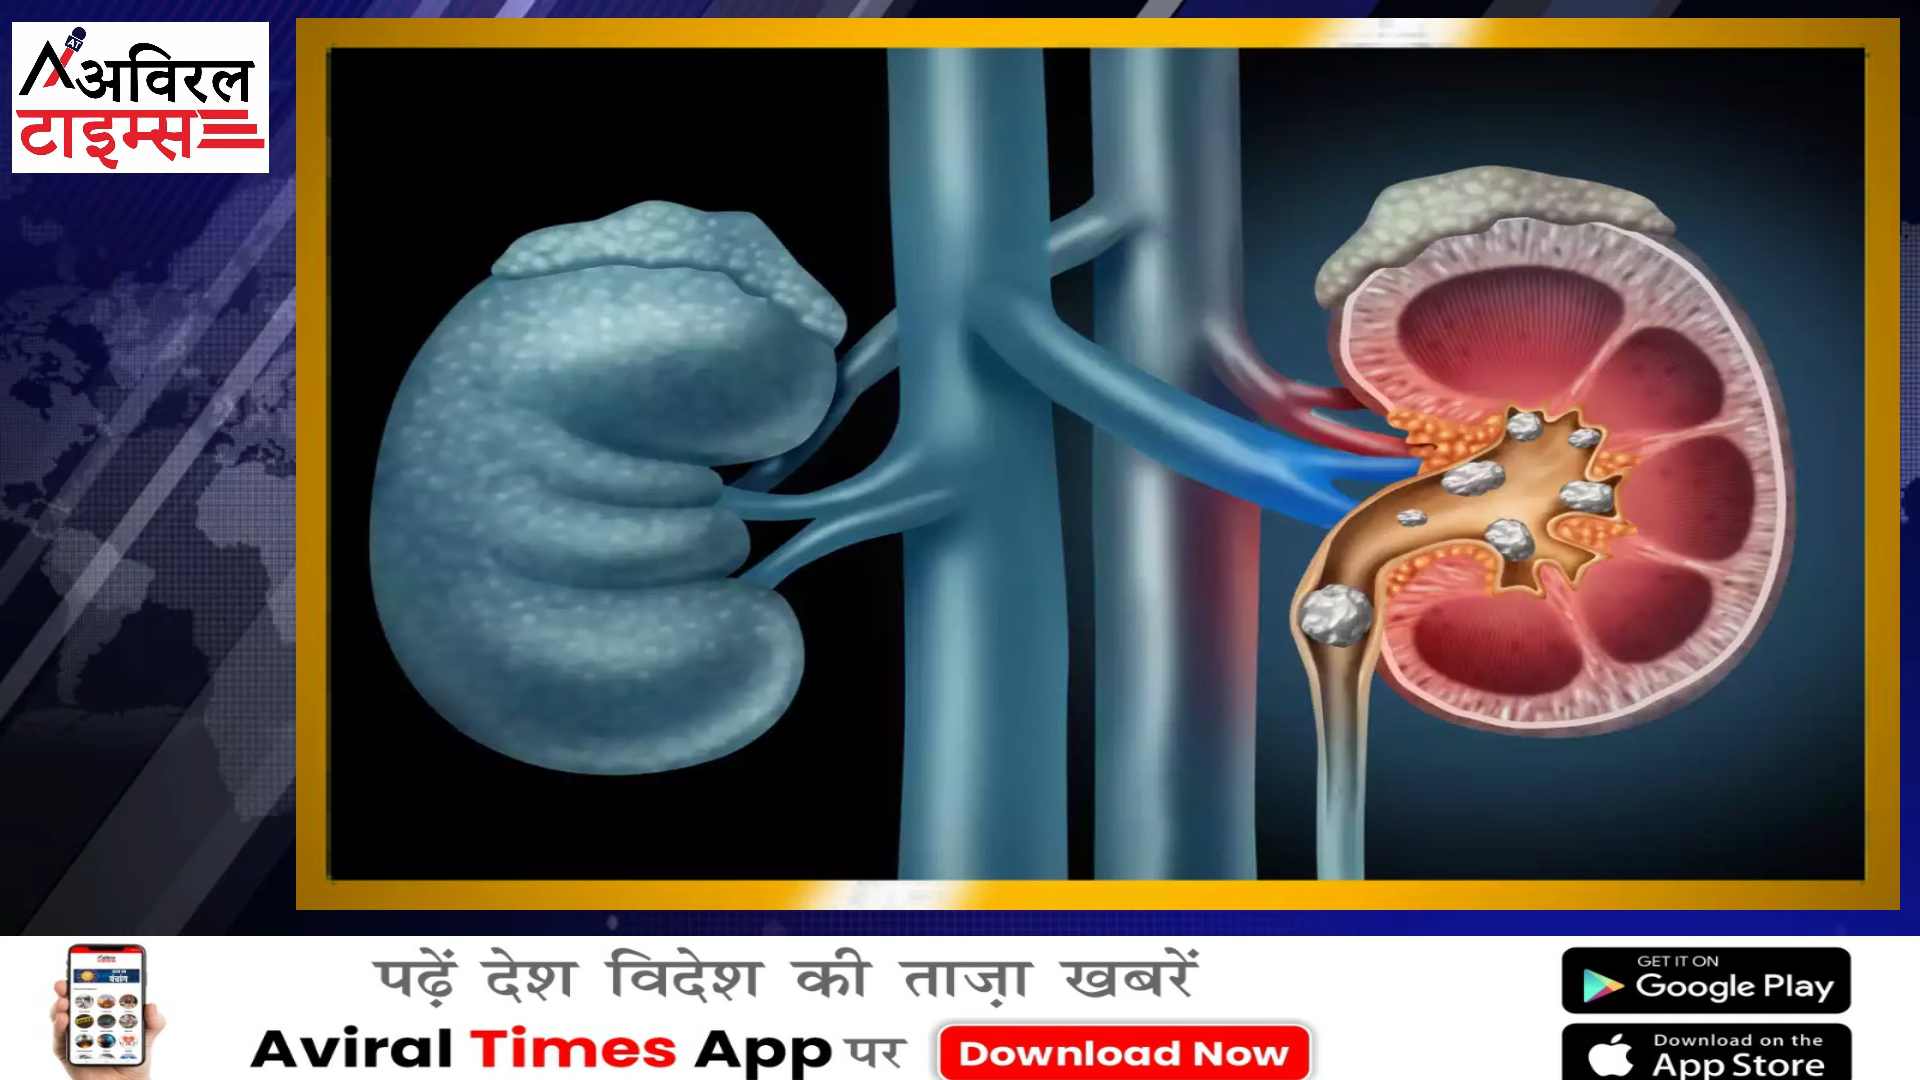 AT
अविरल
टाइम्स
पढ़ें देश विदेश की ताज़ा खबरें
Aviral Times App पर Download Now
GET IT ON
Google Play
Download on the
App Store